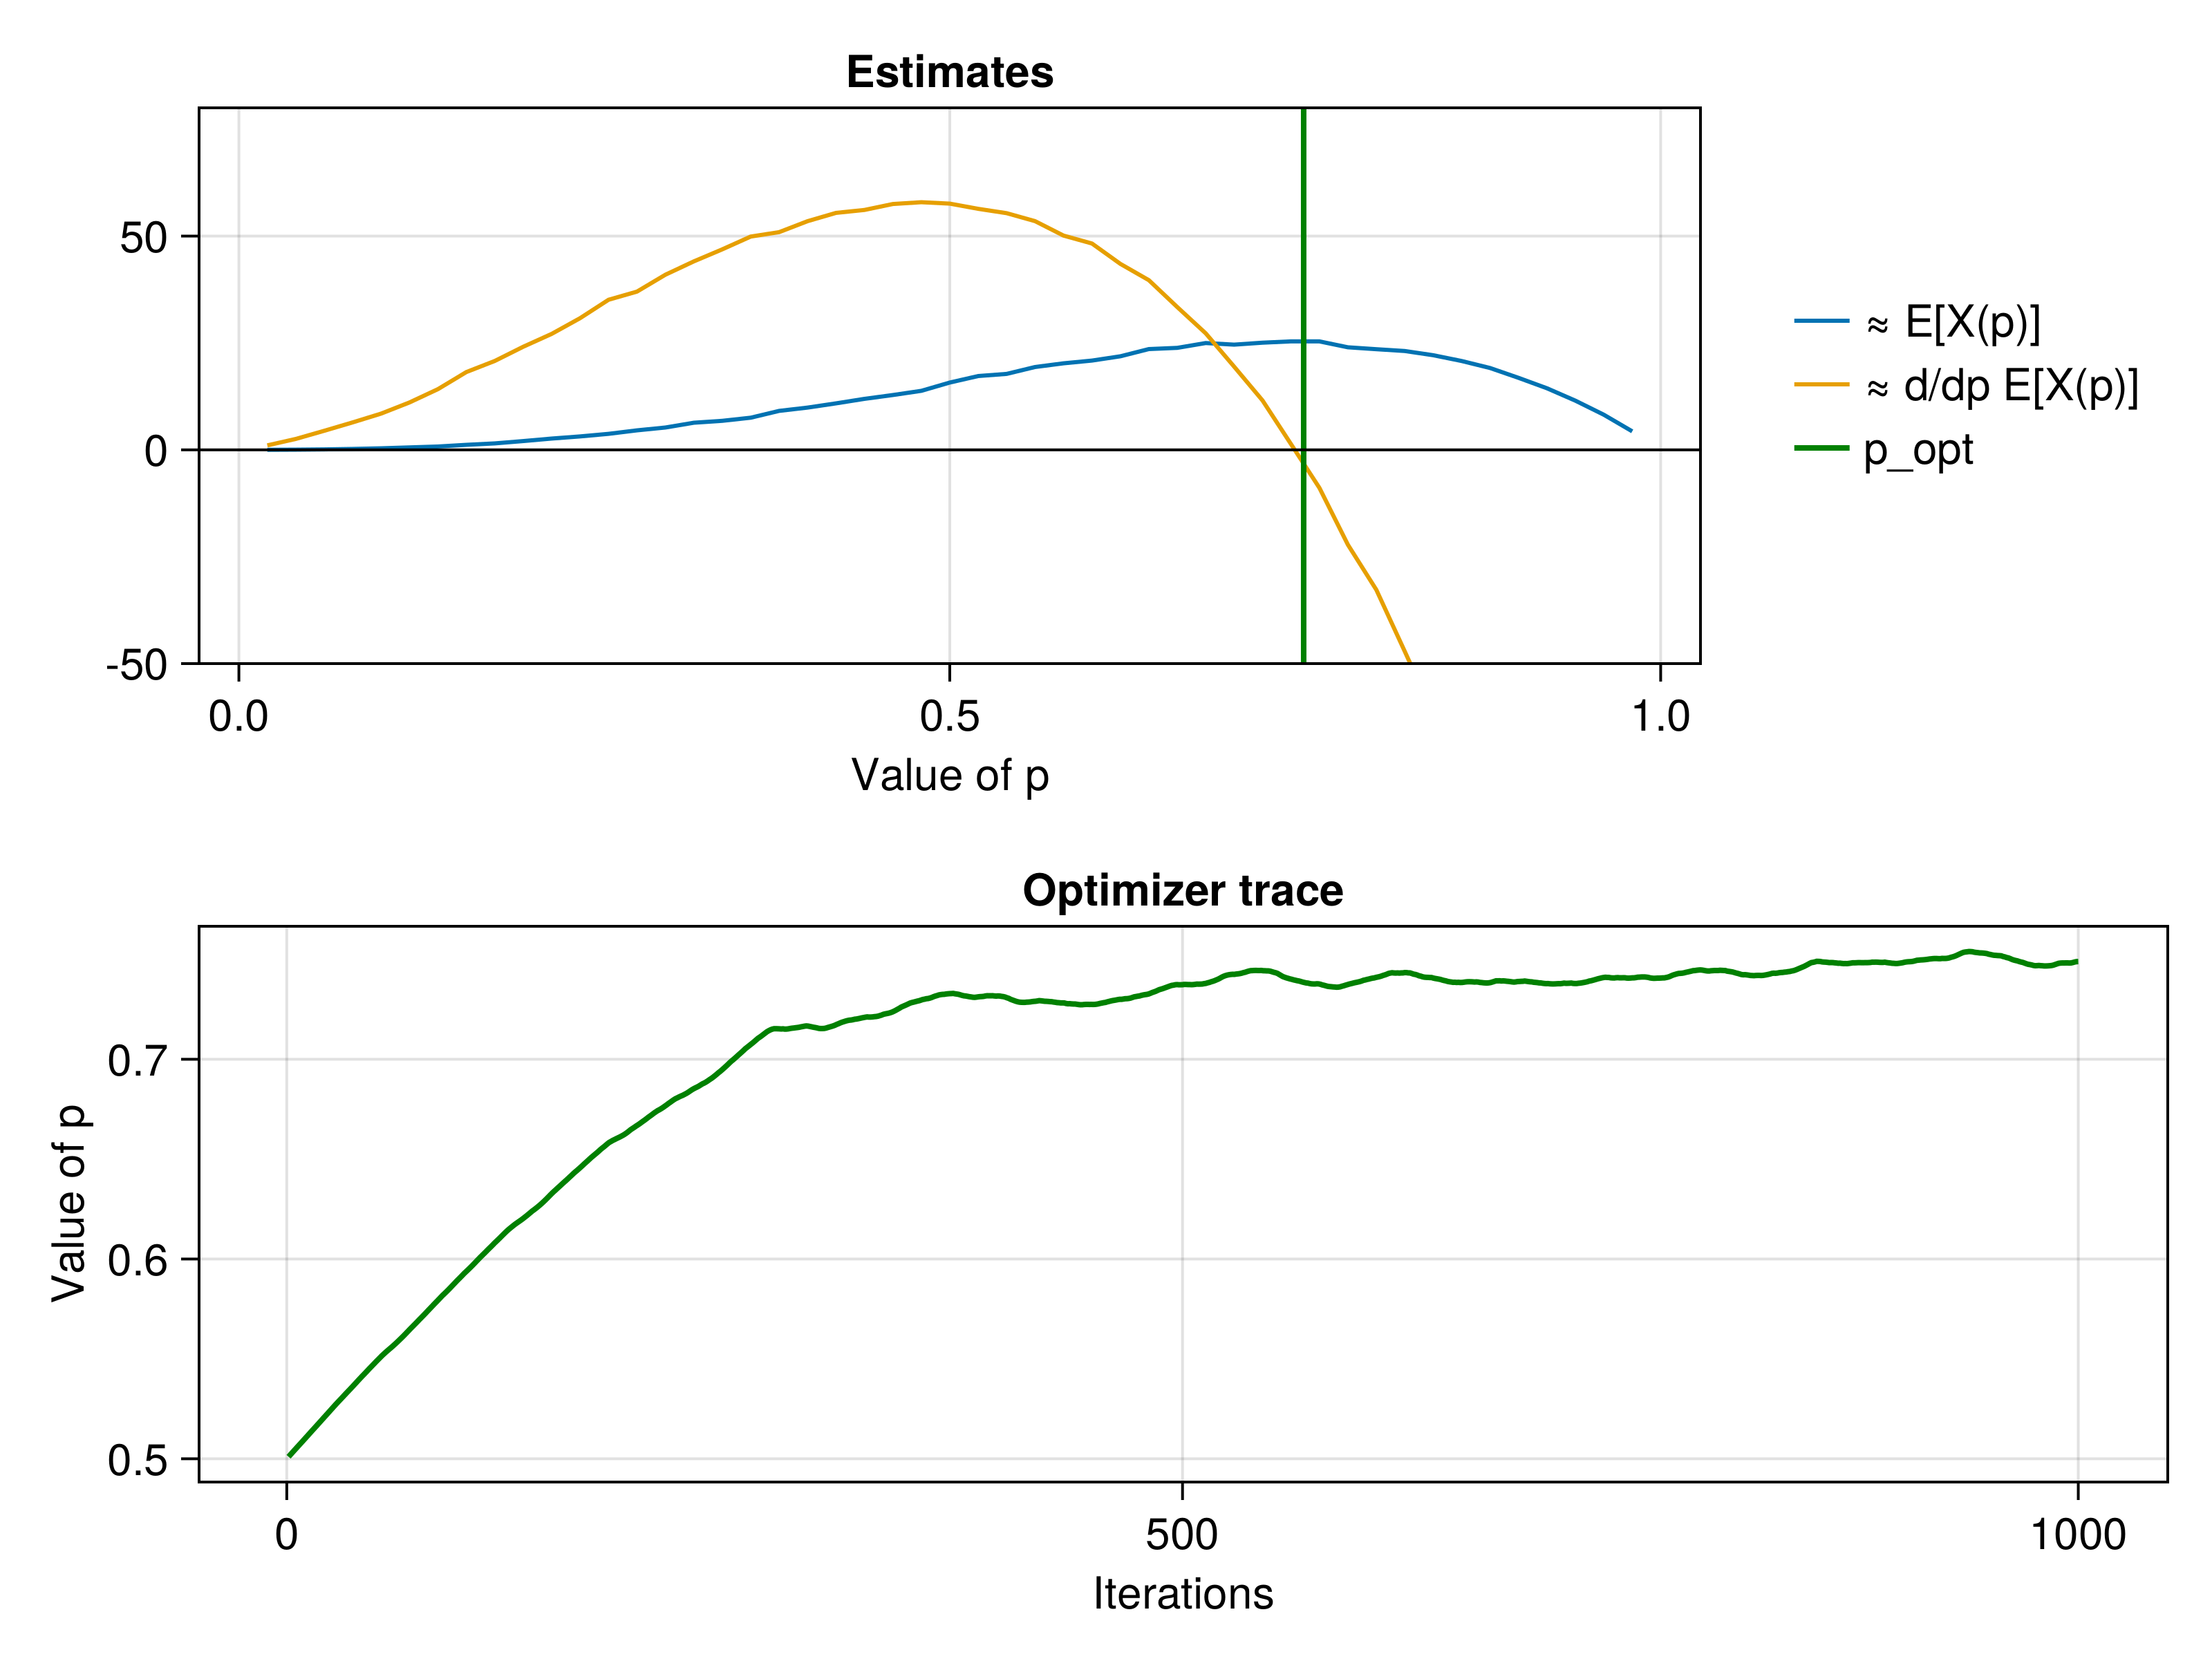 Estimates
50
0
-50
0.0
0.5
1.0
Value of p
≈ E[X(p)]
≈ d/dp E[X(p)]
p_opt
Optimizer trace
Value of p
0.7
0.6
0.5
0
500
1000
Iterations